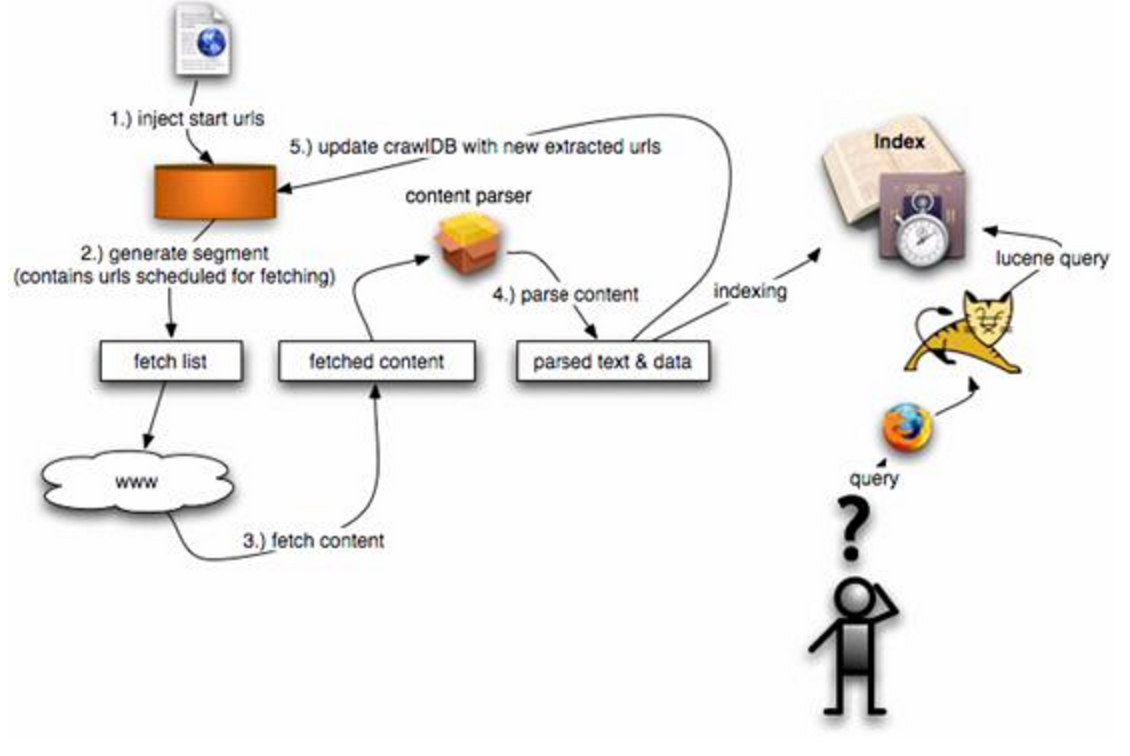 1.) inject start urls
5.) update crawlDB with new extracted urls
Index
content parser
2.) generate segment
(contains urls scheduled for fetching)
lucene query
4.) parse content
indexing
fetch list
fetched content
parsed text & data
www
query
3.) fetch content
?